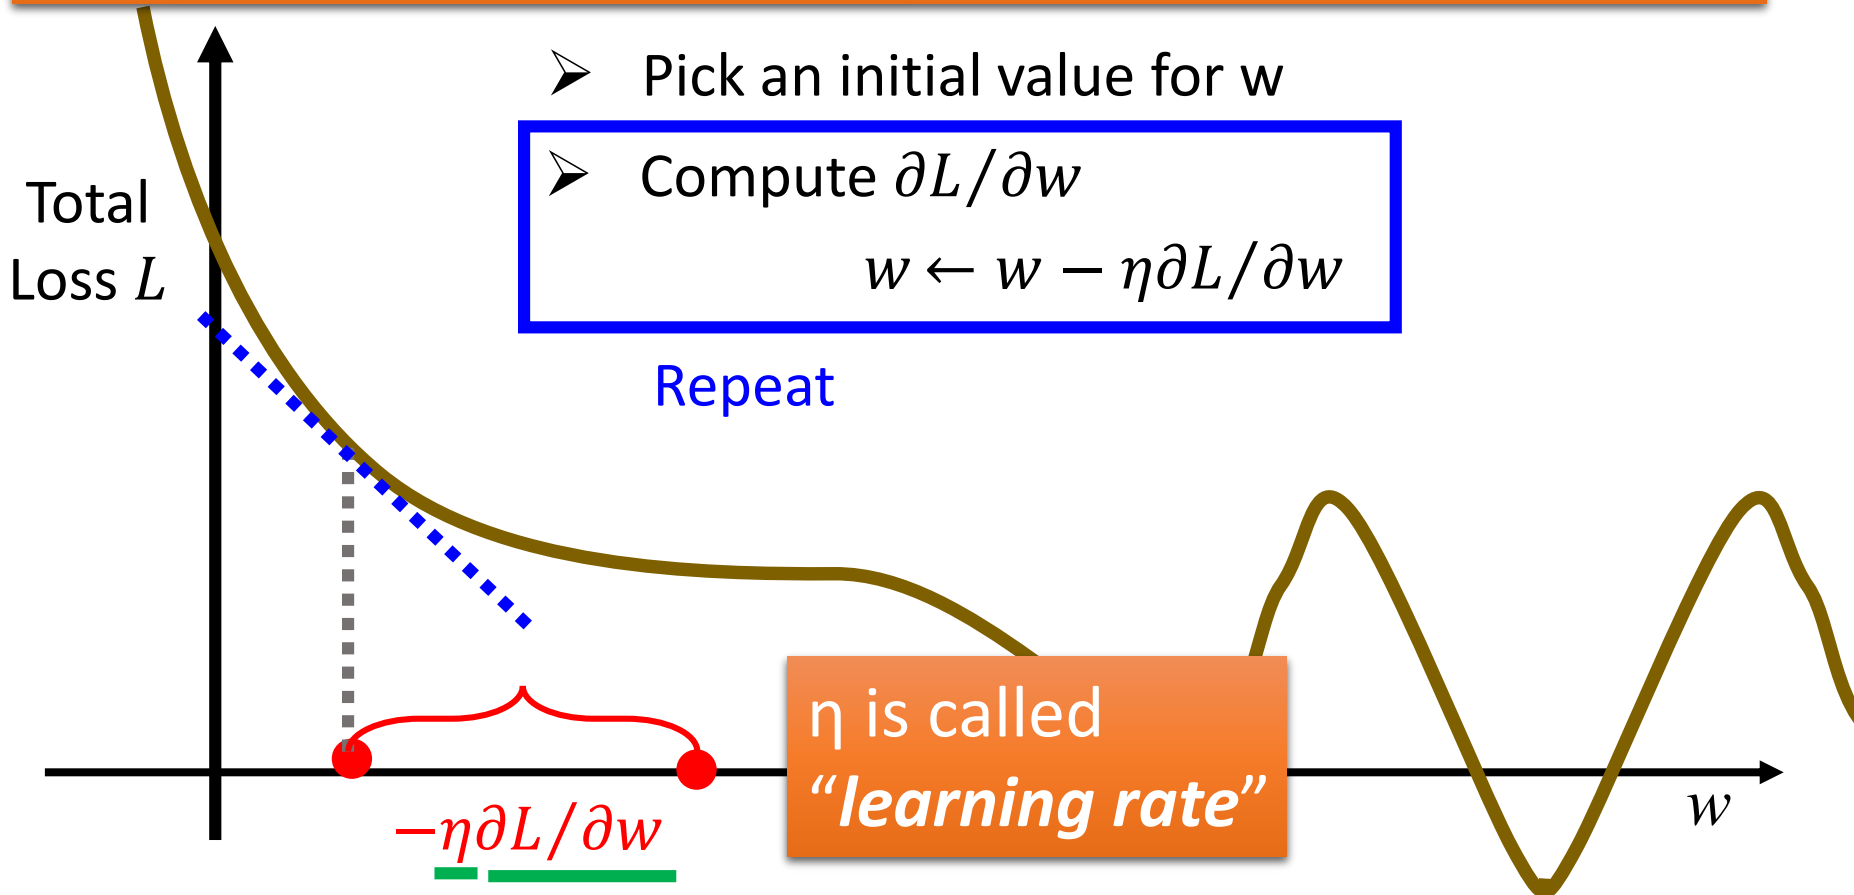 ➢ Pick an initial value for w
➢ Compute ∂L/∂w
w ← w − η∂L/∂w
Repeat
Total
Loss L
−η∂L/∂w
η is called
“learning rate”
w